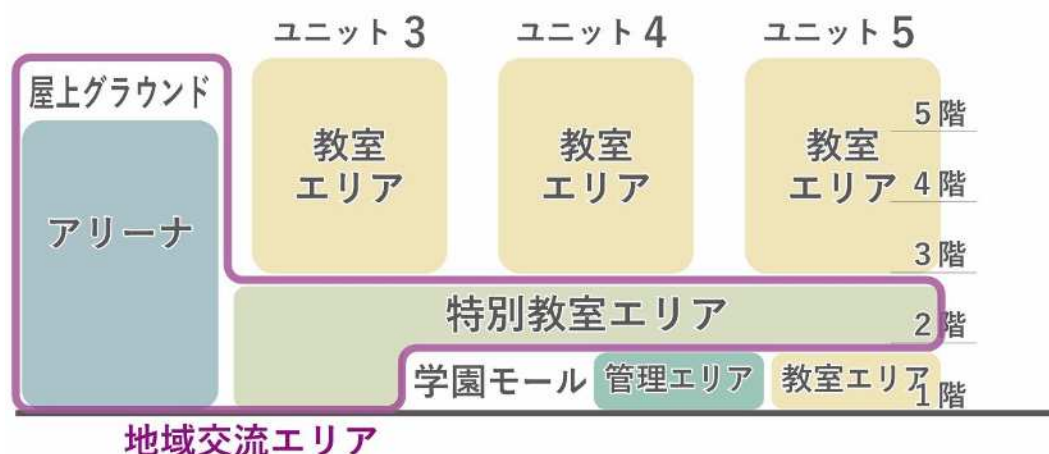 ユニット 3
ユニット 4
ユニット 5
屋上グラウンド
教室
エリア
教室
エリア
教室
エリア
5 階
4 階
3 階
アリーナ
特別教室エリア
2 階
学園モール
管理エリア
教室エリア
1 階
地域交流エリア